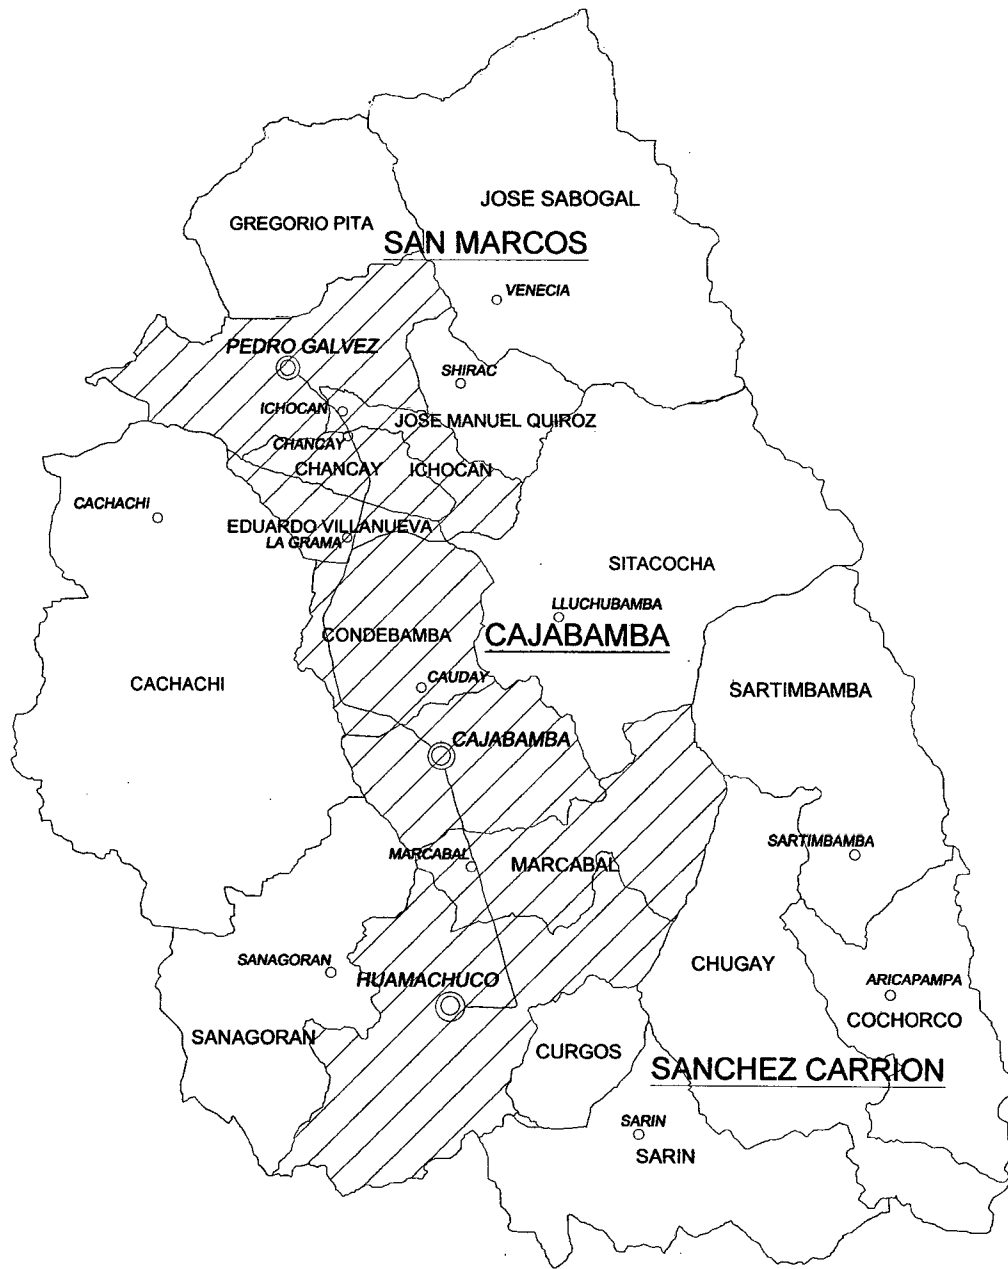 JOSE SABOGAL
GREGORIO PITA
SAN MARCOS
VENECIA
PEDRO GALVEZ
SHIRAC
ICHOCAN
JOSE MANUEL QUIROZ
CHANCAY
CHANCAY
ICHOCAN
CACHACHI
EDUARDO VILLANUEVA
LA GRAMA
SITACOCHA
LLUCHUBAMBA
CONDEBAMBA
CAJABAMBA
CAUDAY
CACHACHI
SARTIMBAMBA
CAJABAMBA
SARTIMBAMBA
MARCABAL
MARCABAL
SANAGORAN
CHUGAY
HUAMACHUCO
ARICAPAMPA
COCHORCO
SANAGORAN
CURGOS
SANCHEZ CARRION
SARIN
SARIN